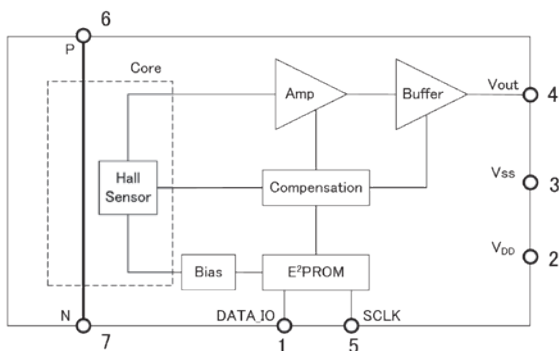 6
P
Core
Amp
Buffer
Vout
4
Hall
Sensor
Compensation
VSS
3
VDD
2
Bias
E²PROM
N
DATA_IO
SCLK
7
1
5